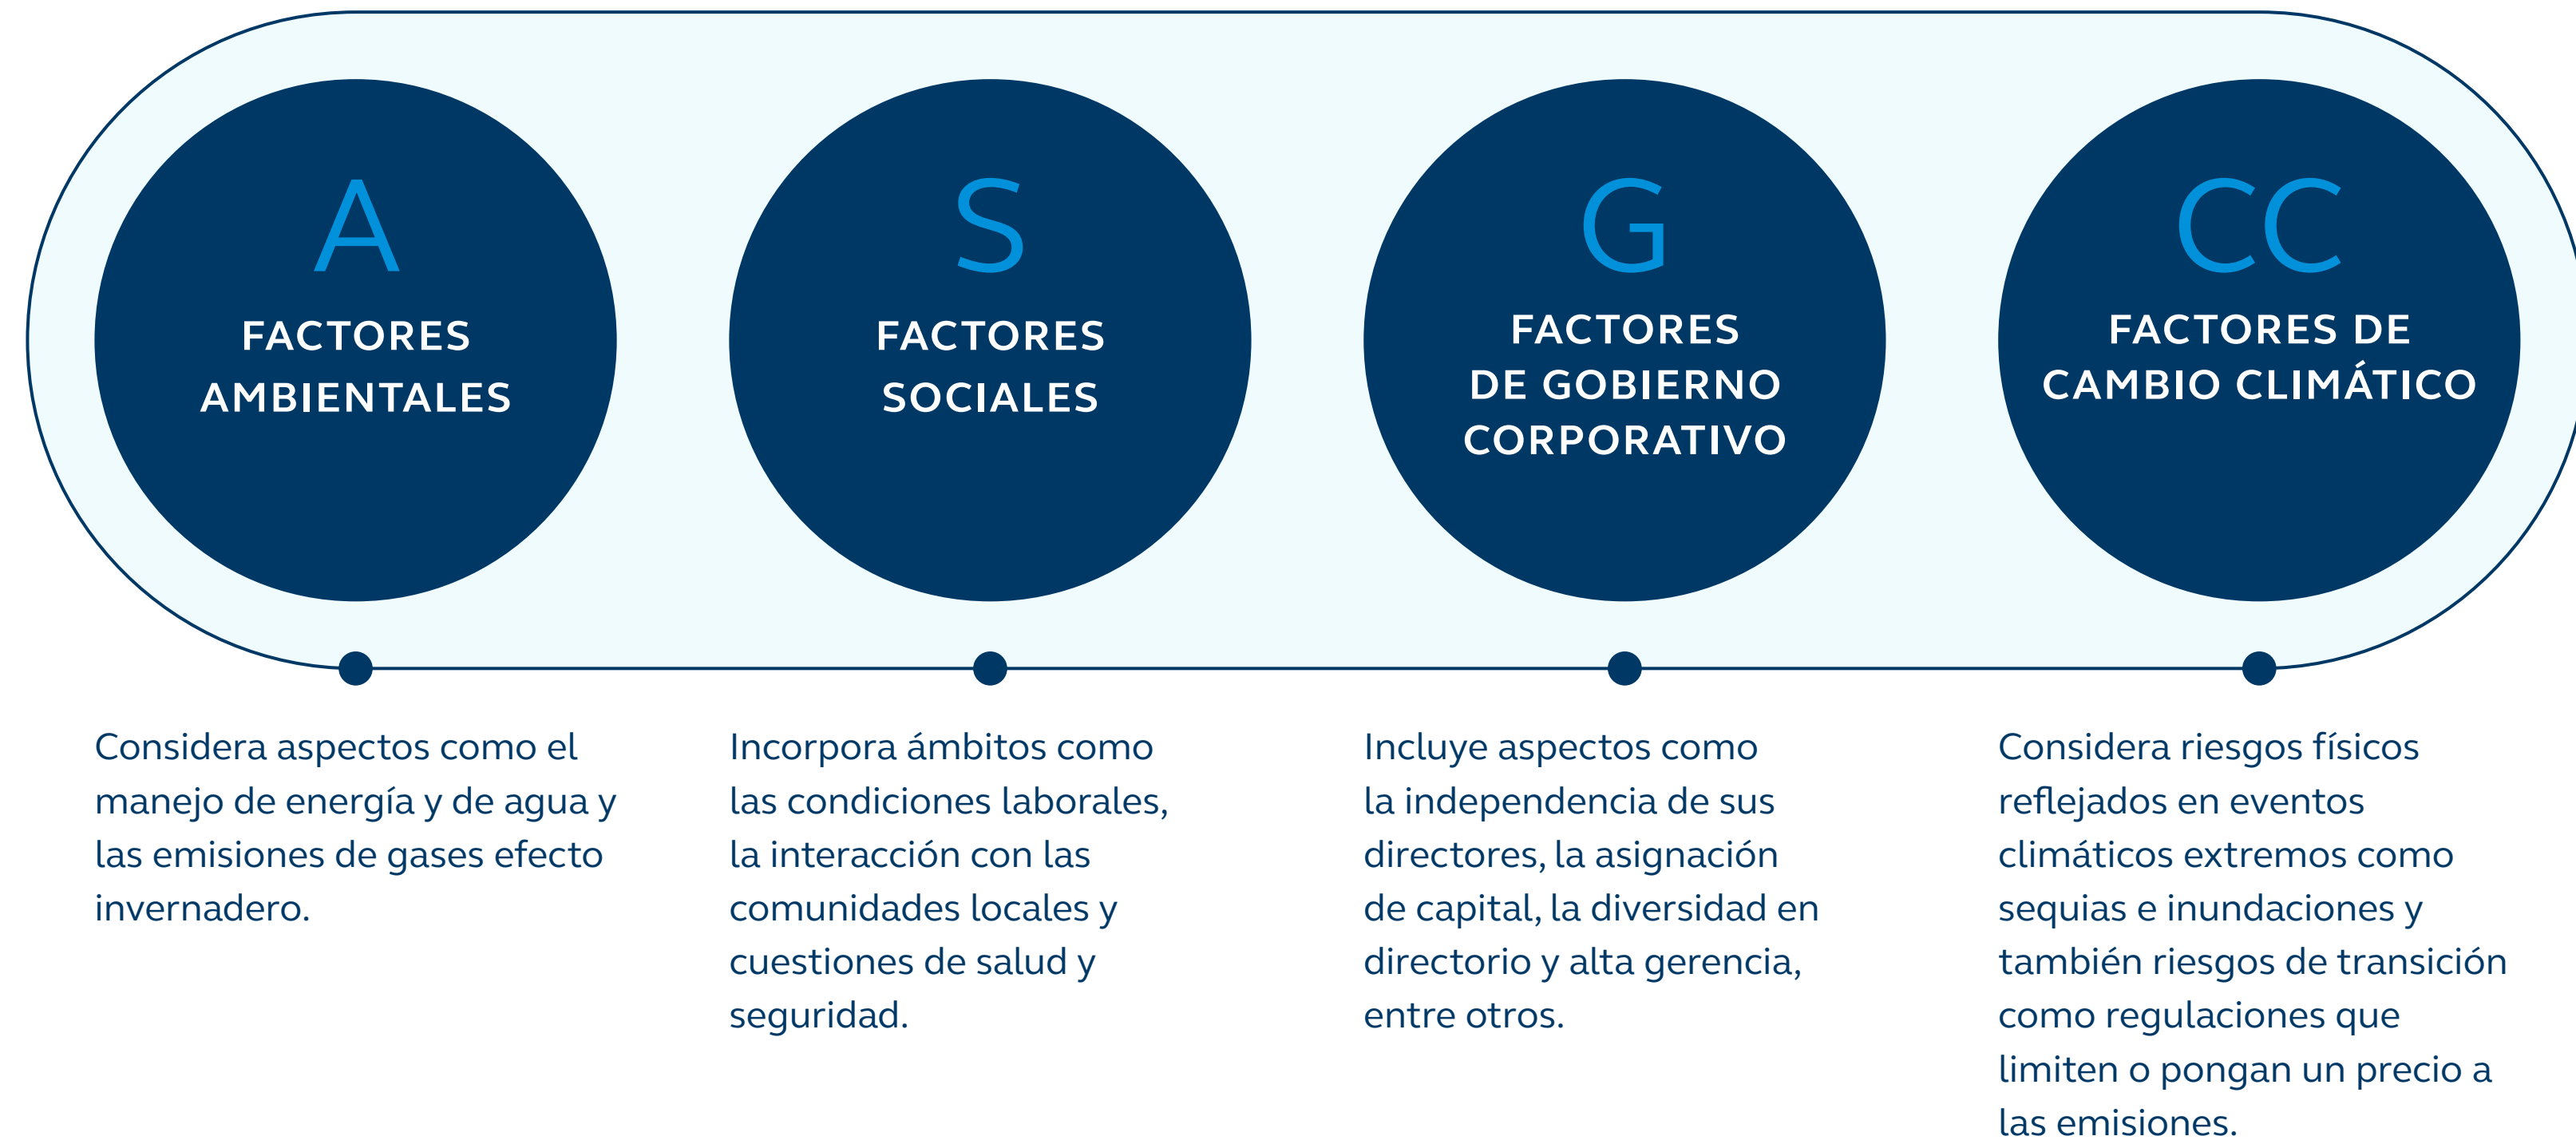 A
FACTORES
AMBIENTALES
Considera aspectos como el
manejo de energía y de agua y
las emisiones de gases efecto
invernadero.
S
FACTORES
SOCIALES
Incorpora ámbitos como
las condiciones laborales,
la interacción con las
comunidades locales y
cuestiones de salud y
seguridad.
G
FACTORES
DE GOBIERNO
CORPORATIVO
Incluye aspectos como
la independencia de sus
directores, la asignación
de capital, la diversidad en
directorio y alta gerencia,
entre otros.
CC
FACTORES DE
CAMBIO CLIMÁTICO
Considera riesgos físicos
reflejados en eventos
climáticos extremos como
sequias e inundaciones y
también riesgos de transición
como regulaciones que
limiten o pongan un precio a
las emisiones.